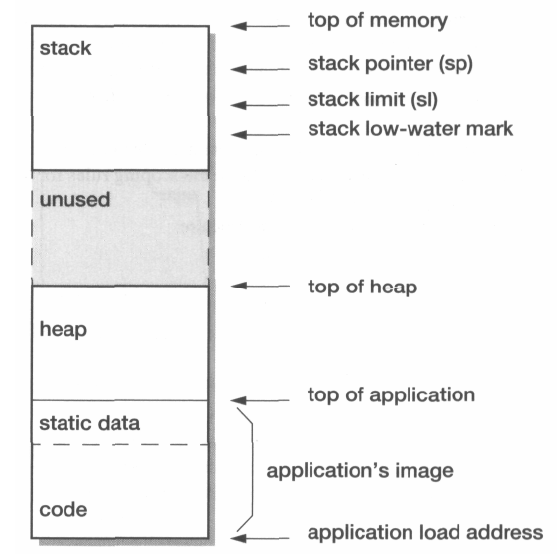 top of memory
stack
stack pointer (sp)
stack limit (sl)
stack low-water mark
unused
top of heap
heap
top of application
static data
application's image
code
application load address